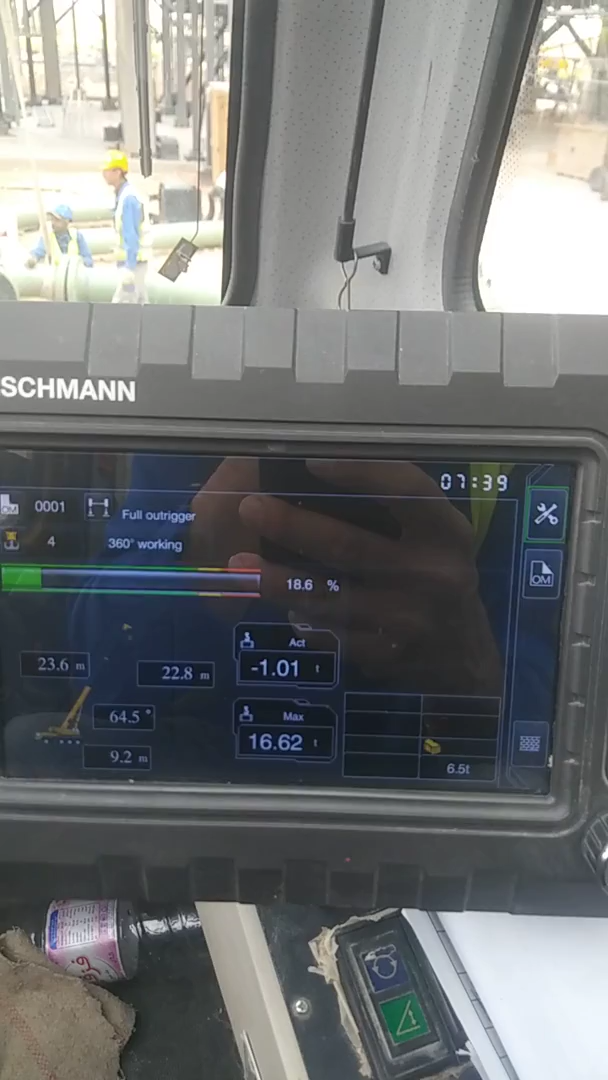 SCHMANN
07:39
0001
Full outrigger
4
360° working
18.6 %
OM
Act
23.6 m
22.8 m
-1.01 t
64.5 °
Max
16.62 t
9.2 m
6.5t